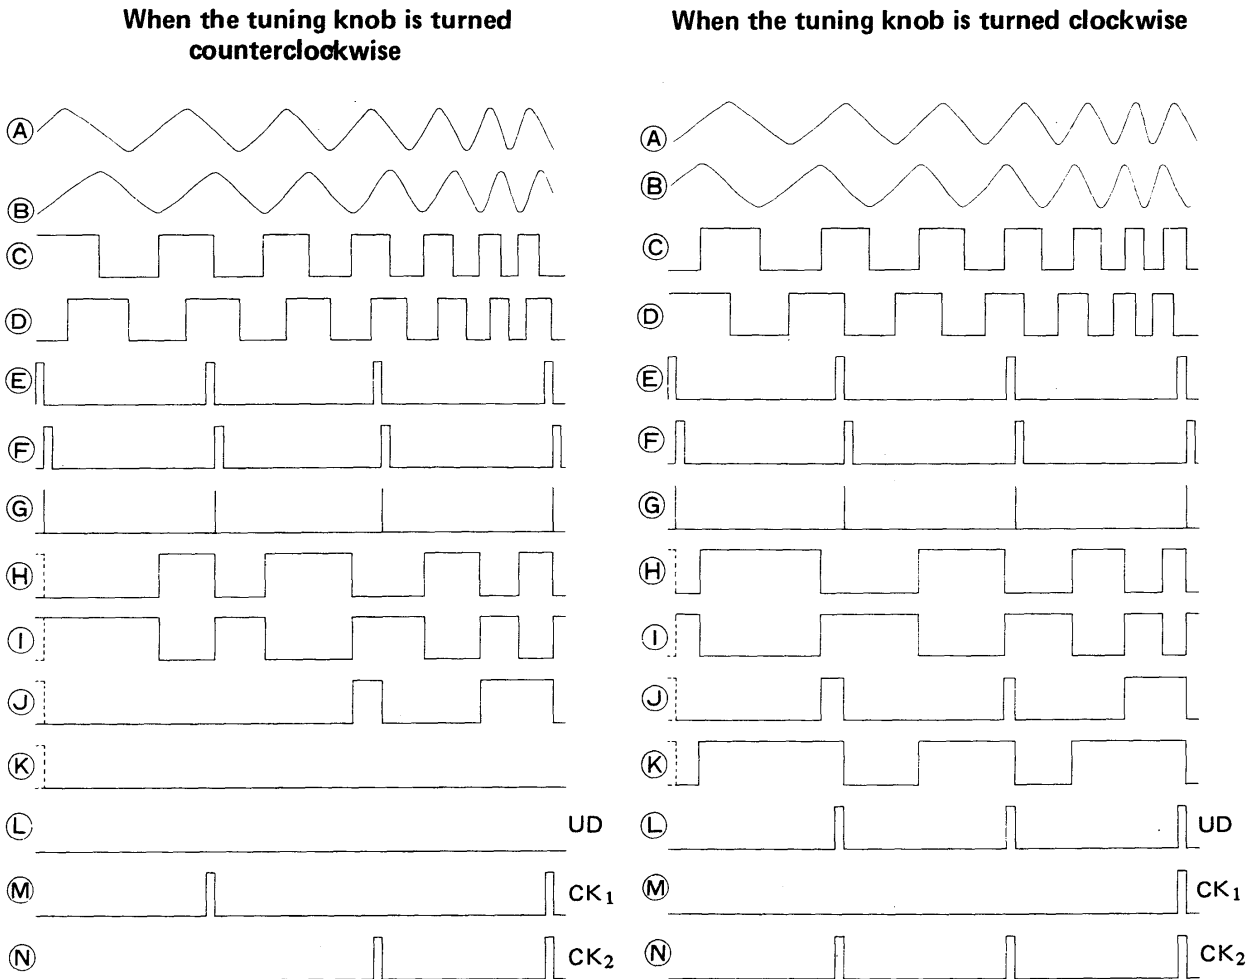 When the tuning knob is turned
counterclockwise
A
B
C
D
E
F
G
H
I
J
K
L UD
M CK1
N CK2
When the tuning knob is turned clockwise
A
B
C
D
E
F
G
H
I
J
K
L UD
M CK1
N CK2